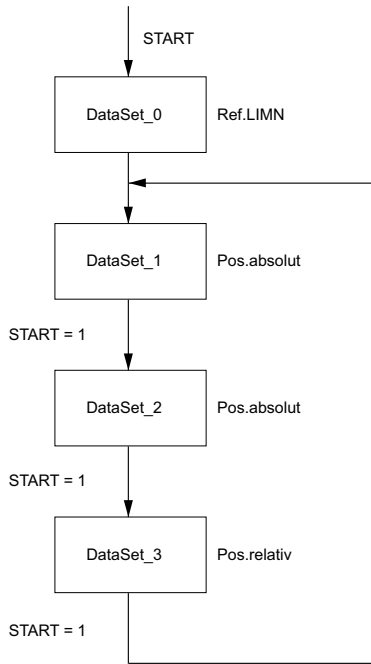 START
DataSet_0 Ref.LIMN
DataSet_1 Pos.absolut
START = 1
DataSet_2 Pos.absolut
START = 1
DataSet_3 Pos.relativ
START = 1